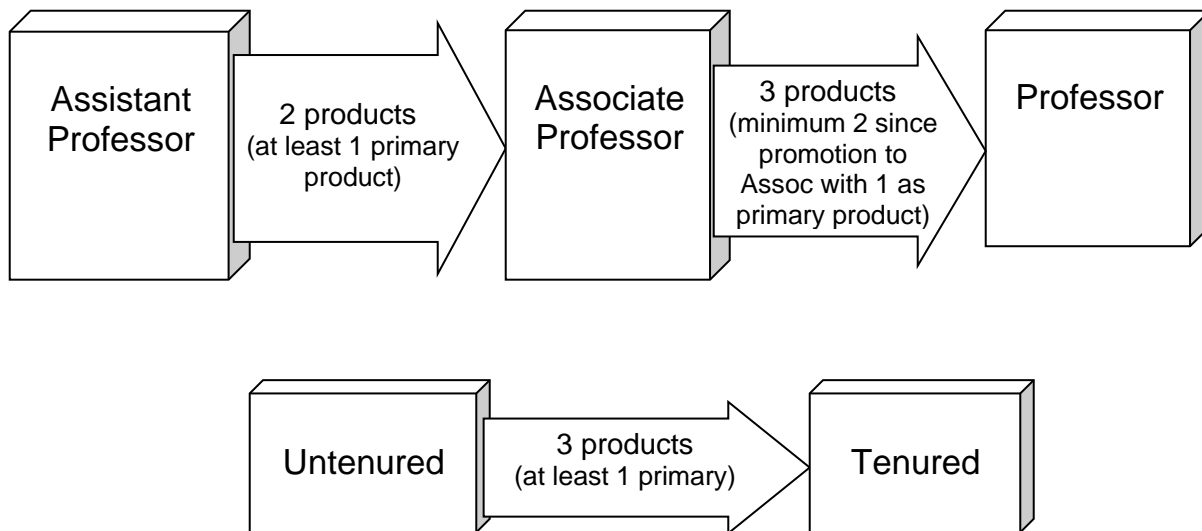 Assistant
Professor
2 products
(at least 1 primary
product)
Associate
Professor
3 products
(minimum 2 since
promotion to
Assoc with 1 as
primary product)
Professor
Untenured
3 products
(at least 1 primary)
Tenured